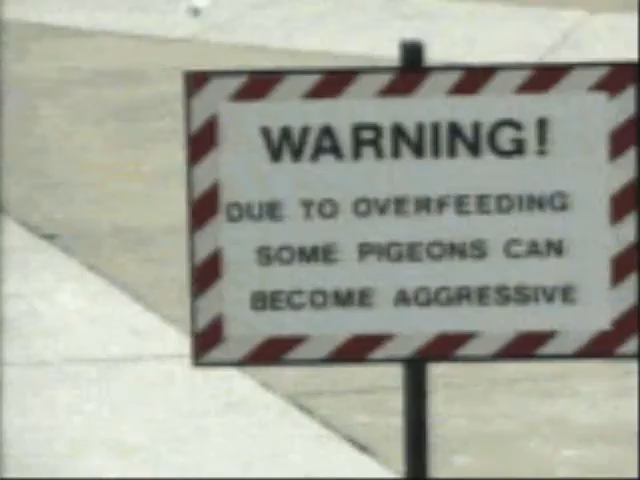 WARNING!
DUE TO OVERFEEDING
SOME PIGEONS CAN
BECOME AGGRESSIVE